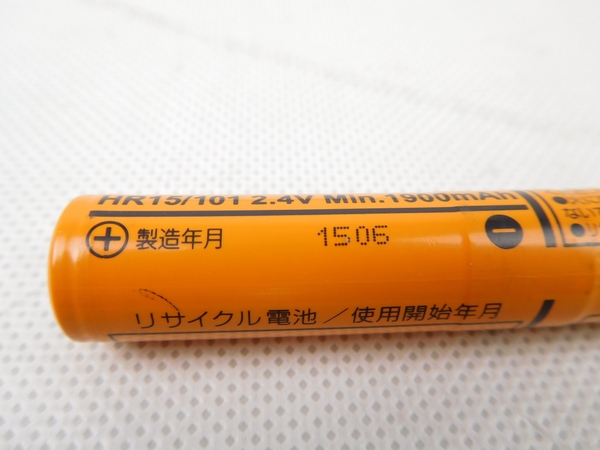 HR15/101 2.4V Min.1900mAh
⊕ 製造年月 1506 ⊖
リサイクル電池／使用開始年月